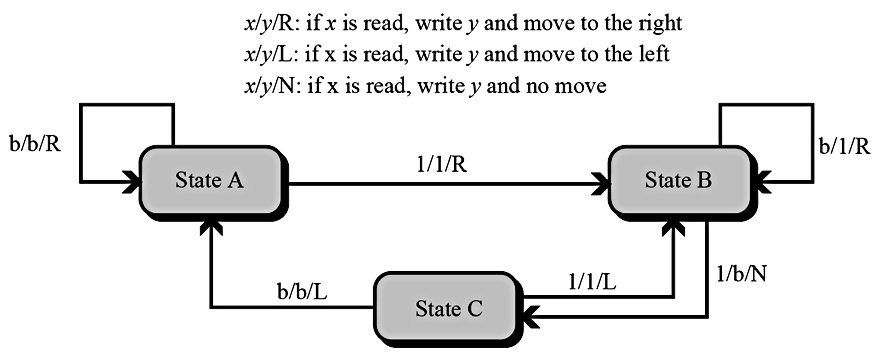 x/y/R: if x is read, write y and move to the right
x/y/L: if x is read, write y and move to the left
x/y/N: if x is read, write y and no move
b/b/R
State A
1/1/R
State B
b/1/R
b/b/L
State C
1/1/L
1/b/N